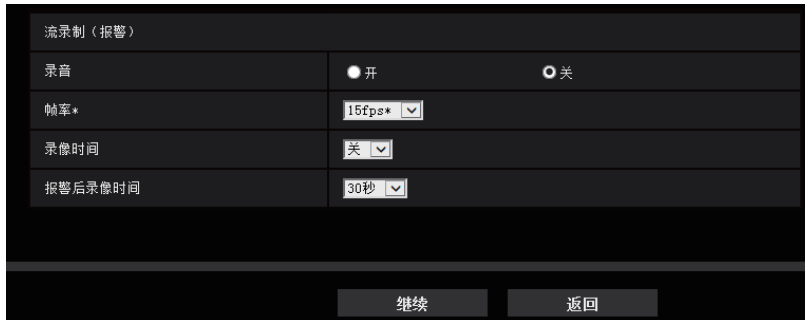 流录制（报警）
录音 开 关
帧率* 15fps*
录像时间 关
报警后录像时间 30秒
继续 返回